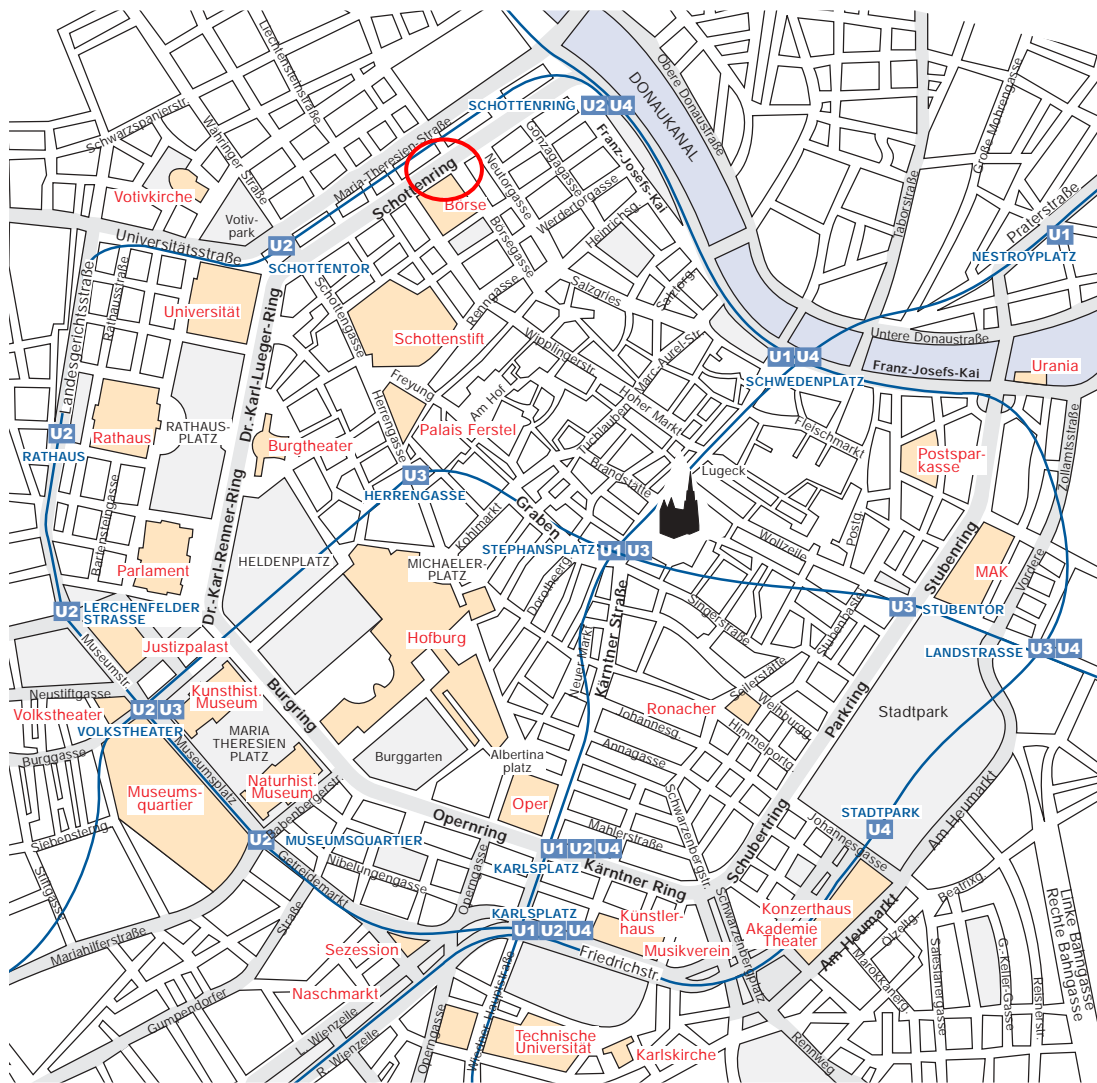 Liechtensteinstraße
Obere Donaustraße
DONAUKANAL
Große Mohrengasse
SCHOTTENRING U2 U4
Schwarzspanierstr.
Währinger Straße
Maria-Theresien-Straße
Gonzagagasse
Franz-Josefs-Kai
Schottenring
Neutorgasse
Werdertorgasse
Votivkirche
Börse
Taborstraße
Praterstraße
Votiv-
park
Börsegasse
Heinrichsg.
U1
NESTROYPLATZ
Universitätsstraße
U2
SCHOTTENTOR
Landesgerichtsstraße
Rathausstraße
Schottengasse
Renngasse
Salzgries
Salztorg.
Universität
Dr.-Karl-Lueger-Ring
Schottenstift
Wipplingerstr.
Marc-Aurel-Str.
Untere Donaustraße
U1 U4
SCHWEDENPLATZ
Franz-Josefs-Kai
Urania
Freyung
Am Hof
Herrengasse
Palais Ferstel
Tuchlauben
Hoher Markt
Fleischmarkt
U2
RATHAUS
Rathaus
RATHAUS-
PLATZ
Burgtheater
Brandstätte
Lugeck
Postspar-
kasse
Zollamtsstraße
Vordere
U3
HERRENGASSE
Bartensteingasse
Dr.-Karl-Renner-Ring
Kohlmarkt
Graben
Postg.
Wollzeile
Stubenring
STEPHANSPLATZ U1 U3
Parlament
HELDENPLATZ
MICHAELER-
PLATZ
Dorotheerg.
MAK
U2 LERCHENFELDER
STRASSE
Hofburg
Kärntner Straße
Singerstraße
Stubenbastei
U3 STUBENTOR
Justizpalast
Museumstr.
Neuer Markt
LANDSTRASSE U3 U4
Neustiftgasse
Kunsthist.
Museum
Burgring
Seilerstätte
Volkstheater
U2 U3
VOLKSTHEATER
Ronacher
Weihburgg.
Parkring
Stadtpark
Burggasse
MARIA
THERESIEN
PLATZ
Museumsplatz
Johannesg.
Himmelpfortg.
Burggarten
Albertina
platz
Annagasse
Museums-
quartier
Naturhist.
Museum
Babenbergerstr.
Oper
Schwarzenbergstr.
Schubertring
STADTPARK
U4
Johannesgasse
Am Heumarkt
Siebensterng.
Stiftgasse
U2 MUSEUMSQUARTIER
Opernring
Mahlerstraße
U1 U2 U4
KARLSPLATZ
Kärntner Ring
Nibelungengasse
Getreidemarkt
Operngasse
Beatrixg.
KARLSPLATZ
U1 U2 U4
Künstler-
haus
Konzerthaus
Akademie
Theater
Musikverein
Schwarzenbergplatz
Am Heumarkt
Ölzeltg.
Mariahilferstraße
Straße
Sezession
Friedrichstr.
Marokkanerg.
Salesianergasse
G.-Keller-Gasse
Reisnerstr.
Linke Bahngasse
Rechte Bahngasse
Naschmarkt
Gumpendorfer
L. Wienzeile
R. Wienzeile
Operngasse
Wiedner Hauptstraße
Technische
Universität
Karlskirche
Rennweg